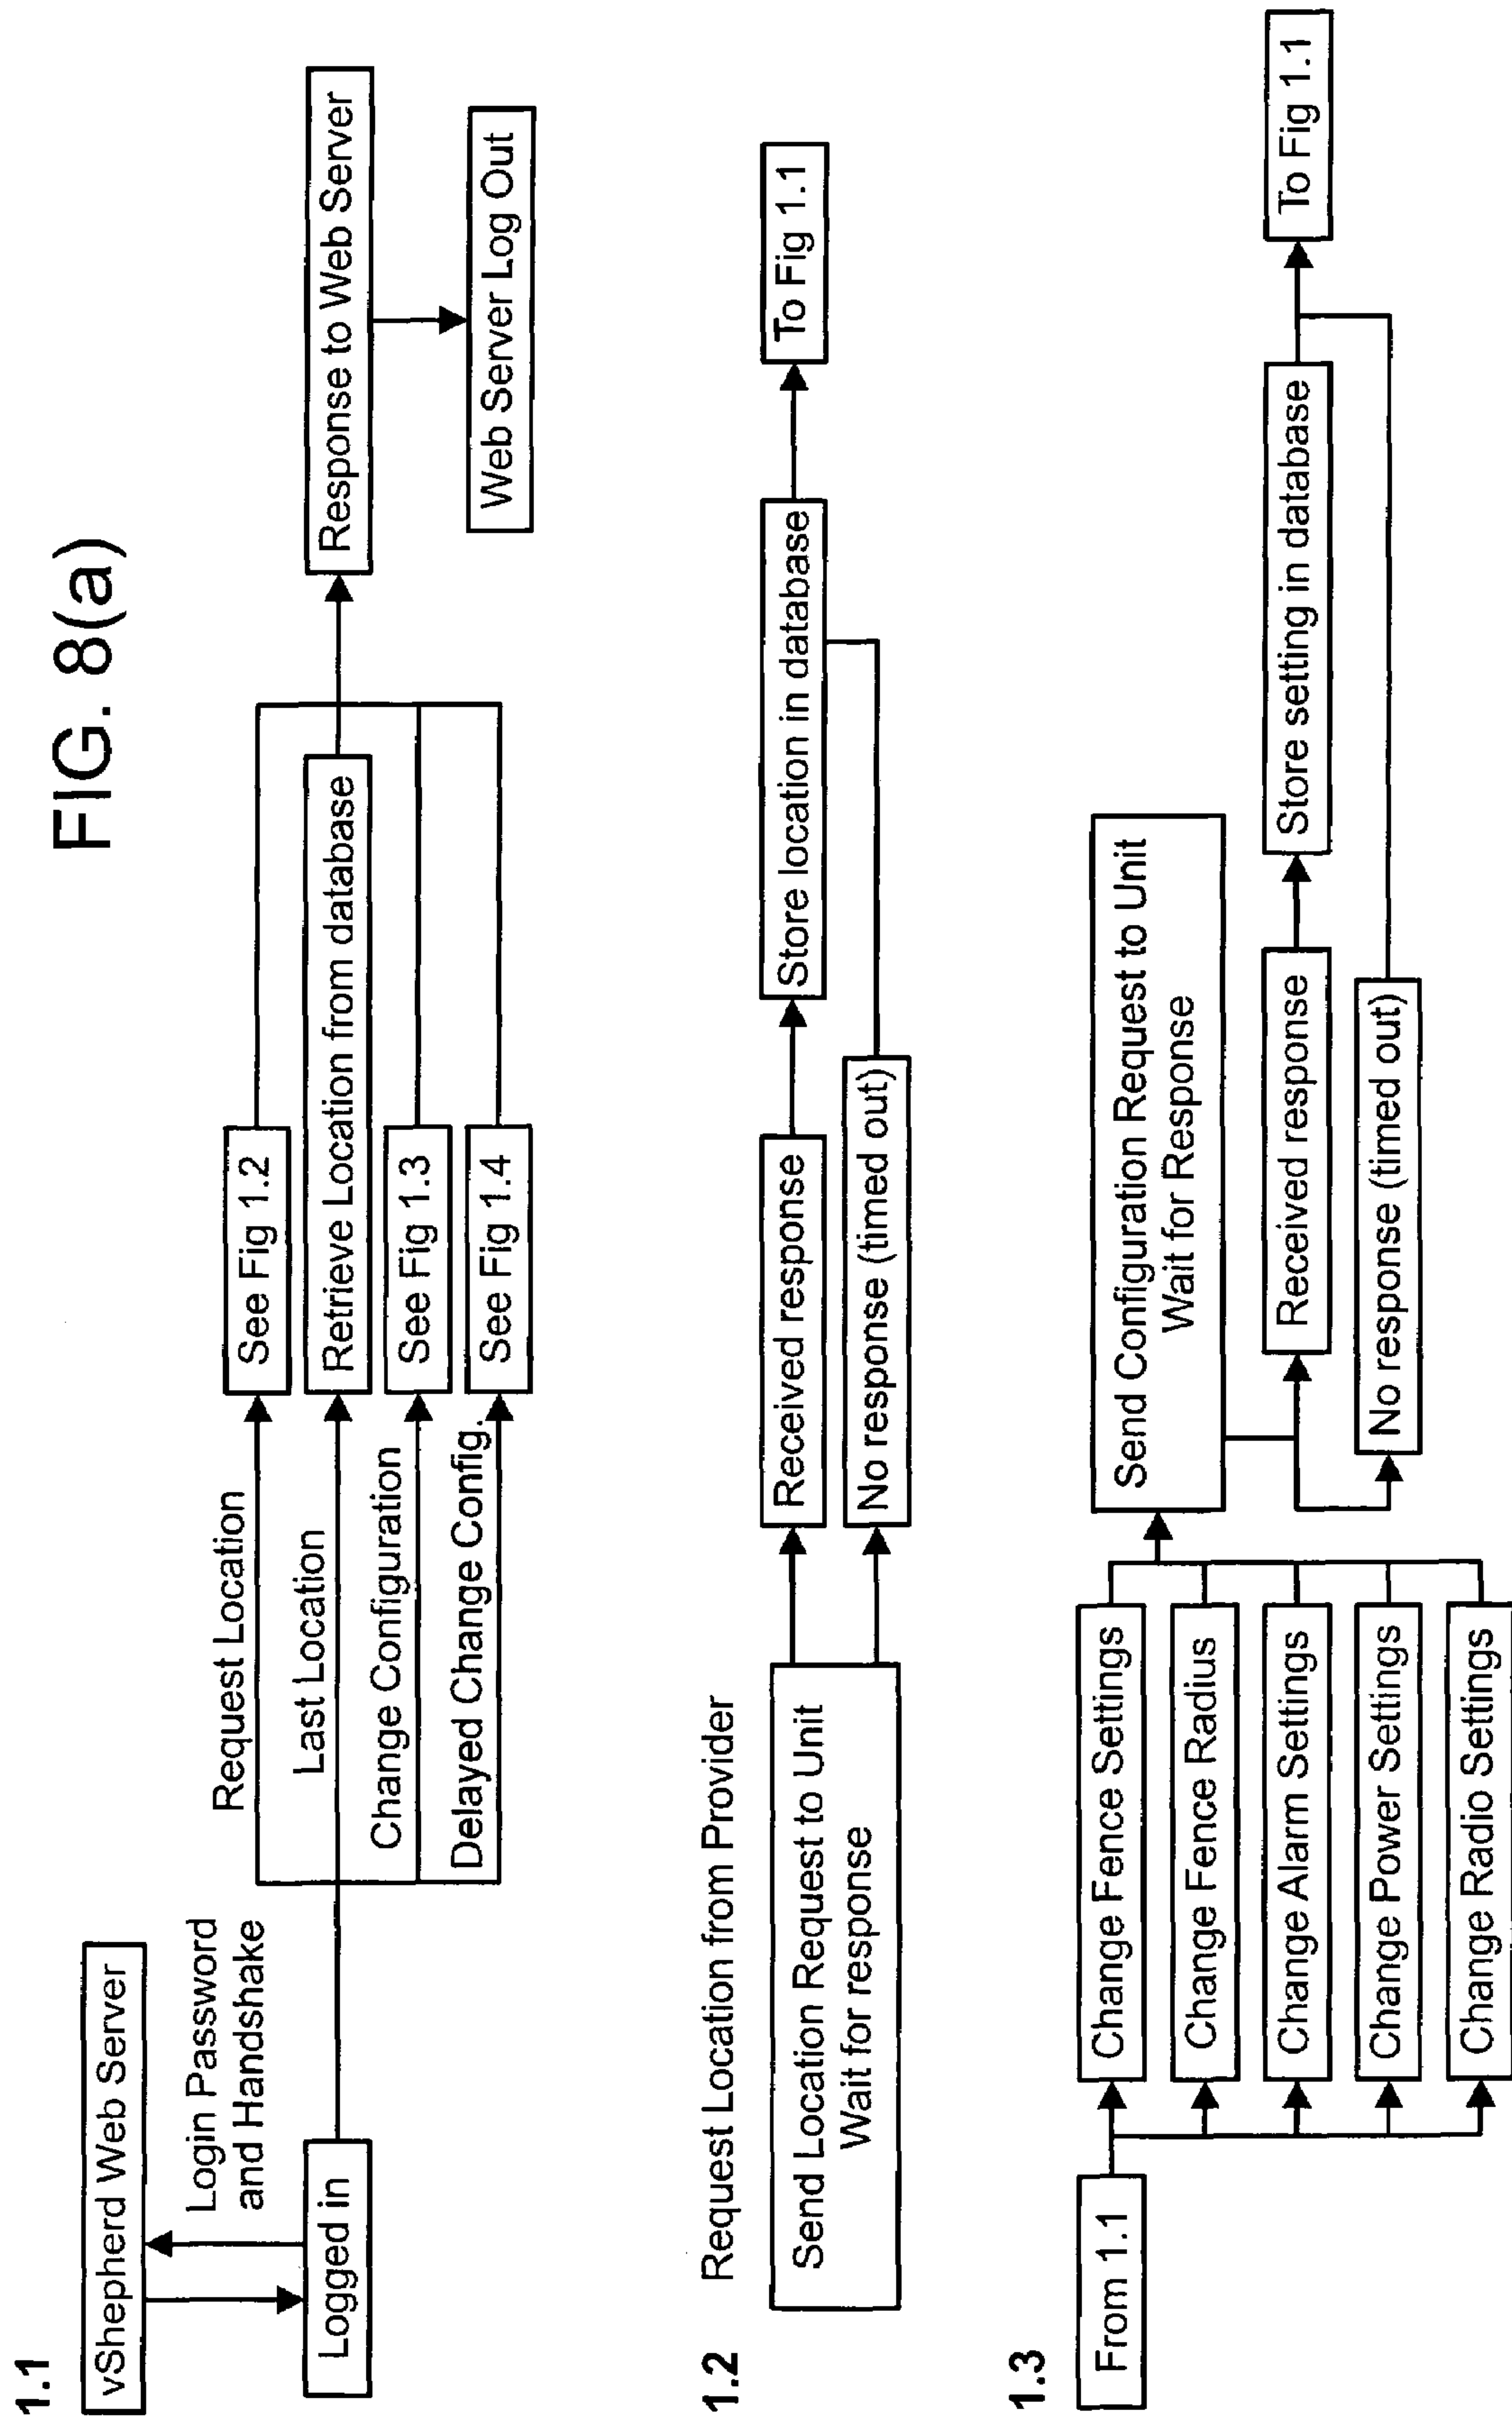 FIG. 8(a)
1.1
vShepherd Web Server
Login Password
and Handshake
Logged in
Request Location
Last Location
Change Configuration
Delayed Change Config.
See Fig 1.2
Retrieve Location from database
See Fig 1.3
See Fig 1.4
Response to Web Server
Web Server Log Out
1.2
Request Location from Provider
Send Location Request to Unit
Wait for response
Received response
No response (timed out)
Store location in database
To Fig 1.1
1.3
From 1.1
Change Fence Settings
Change Fence Radius
Change Alarm Settings
Change Power Settings
Change Radio Settings
Send Configuration Request to Unit
Wait for Response
Received response
No response (timed out)
Store setting in database
To Fig 1.1